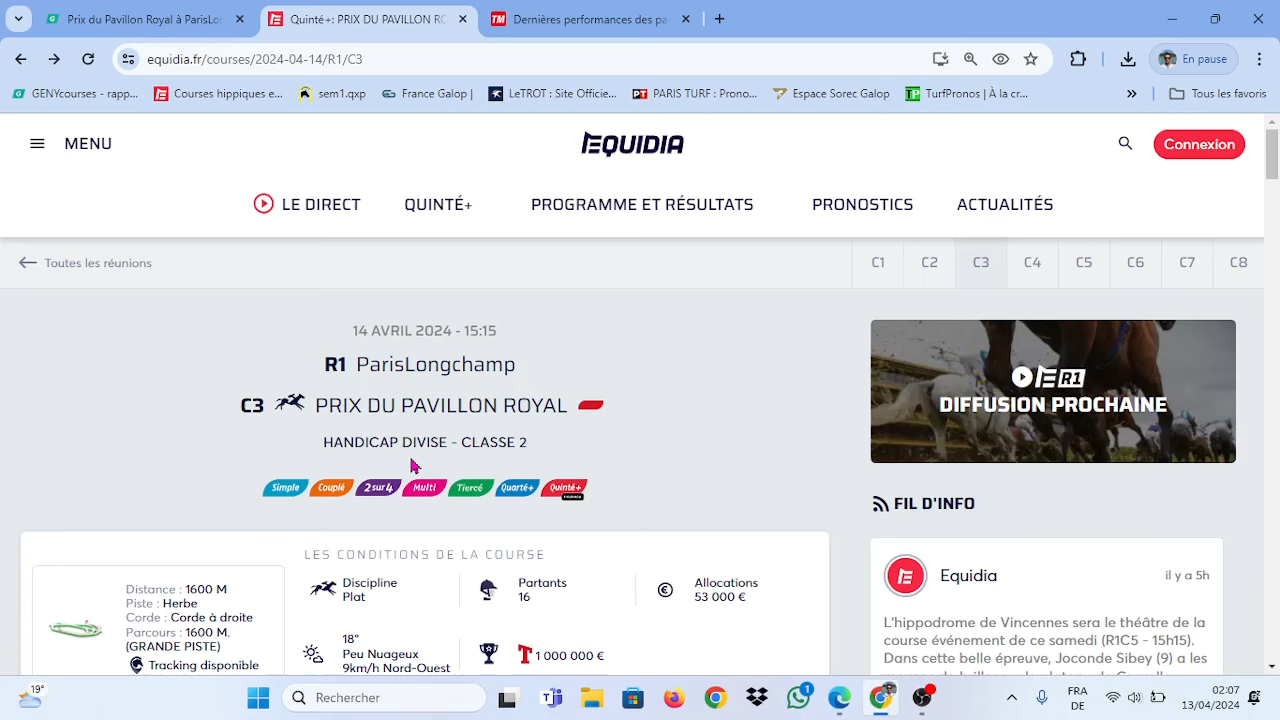 Prix du Pavillon Royal à ParisLon
Quinté+: PRIX DU PAVILLON RO
Dernières performances des pa
equidia.fr/courses/2024-04-14/R1/C3
En pause
GENYcourses - rapp...
Courses hippiques e...
sem1.qxp
France Galop |
LeTROT : Site Officie...
PARIS TURF : Prono...
Espace Sorec Galop
TurfPronos | À la cr...
Tous les favoris
MENU
EQUIDIA
Connexion
LE DIRECT
QUINTÉ+
PROGRAMME ET RÉSULTATS
PRONOSTICS
ACTUALITÉS
Toutes les réunions
C1 C2 C3 C4 C5 C6 C7 C8
14 AVRIL 2024 - 15:15
R1 ParisLongchamp
C3 PRIX DU PAVILLON ROYAL
HANDICAP DIVISE - CLASSE 2
Simple Couplé 2 sur 4 Multi Tiercé Quarté+ Quinté+
R1
DIFFUSION PROCHAINE
FIL D'INFO
LES CONDITIONS DE LA COURSE
Distance : 1600 M
Piste : Herbe
Corde : Corde à droite
Parcours : 1600 M.
(GRANDE PISTE)
Tracking disponible
Discipline
Plat
Partants
16
Allocations
53 000 €
18°
Peu Nuageux
9km/h Nord-Ouest
1 000 000 €
Equidia
il y a 5h
L'hippodrome de Vincennes sera le théâtre de la
course événement de ce samedi (R1C5 - 15h15).
Dans cette belle épreuve, Joconde Sibey (9) a les
19°
Rechercher
1
FRA
DE
02:07
13/04/2024